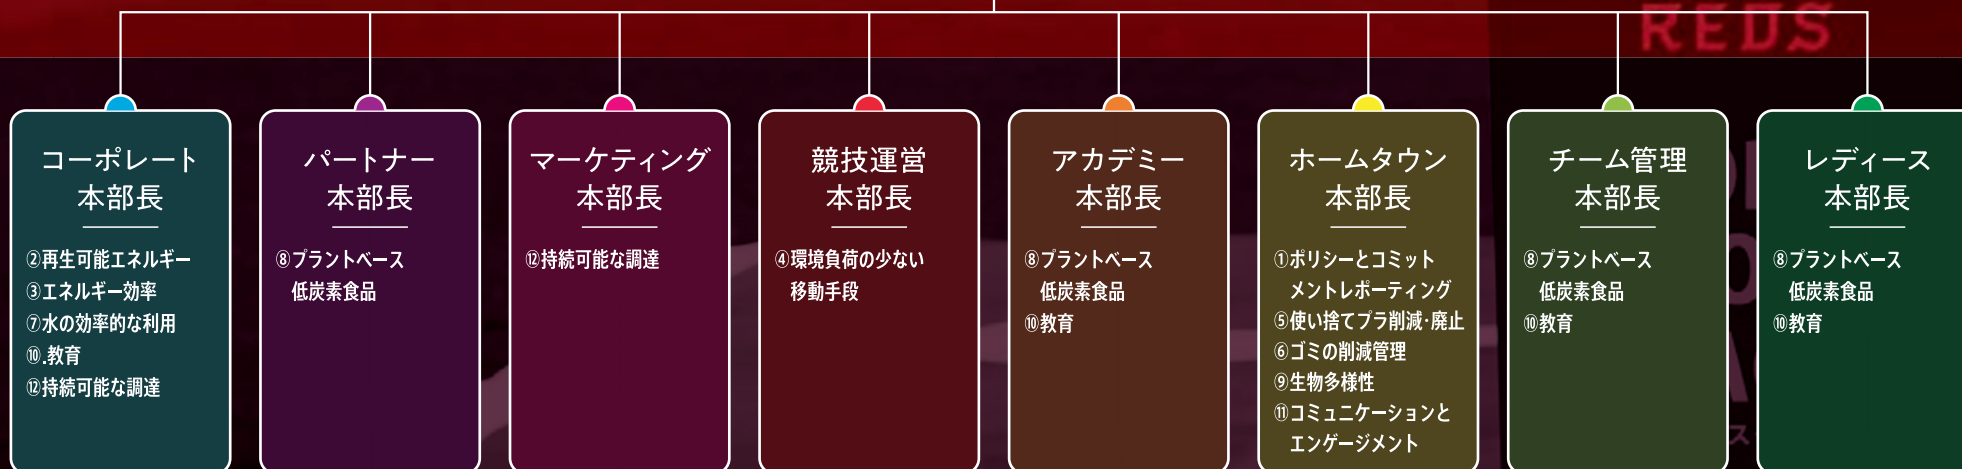 REDS
コーポレート
本部長
②再生可能エネルギー
③エネルギー効率
⑦水の効率的な利用
⑩.教育
⑫持続可能な調達
パートナー
本部長
⑧プラントベース
低炭素食品
マーケティング
本部長
⑫持続可能な調達
競技運営
本部長
④環境負荷の少ない
移動手段
アカデミー
本部長
⑧プラントベース
低炭素食品
⑩教育
ホームタウン
本部長
①ポリシーとコミット
メントレポーティング
⑤使い捨てプラ削減・廃止
⑥ゴミの削減管理
⑨生物多様性
⑪コミュニケーションと
エンゲージメント
チーム管理
本部長
⑧プラントベース
低炭素食品
⑩教育
レディース
本部長
⑧プラントベース
低炭素食品
⑩教育